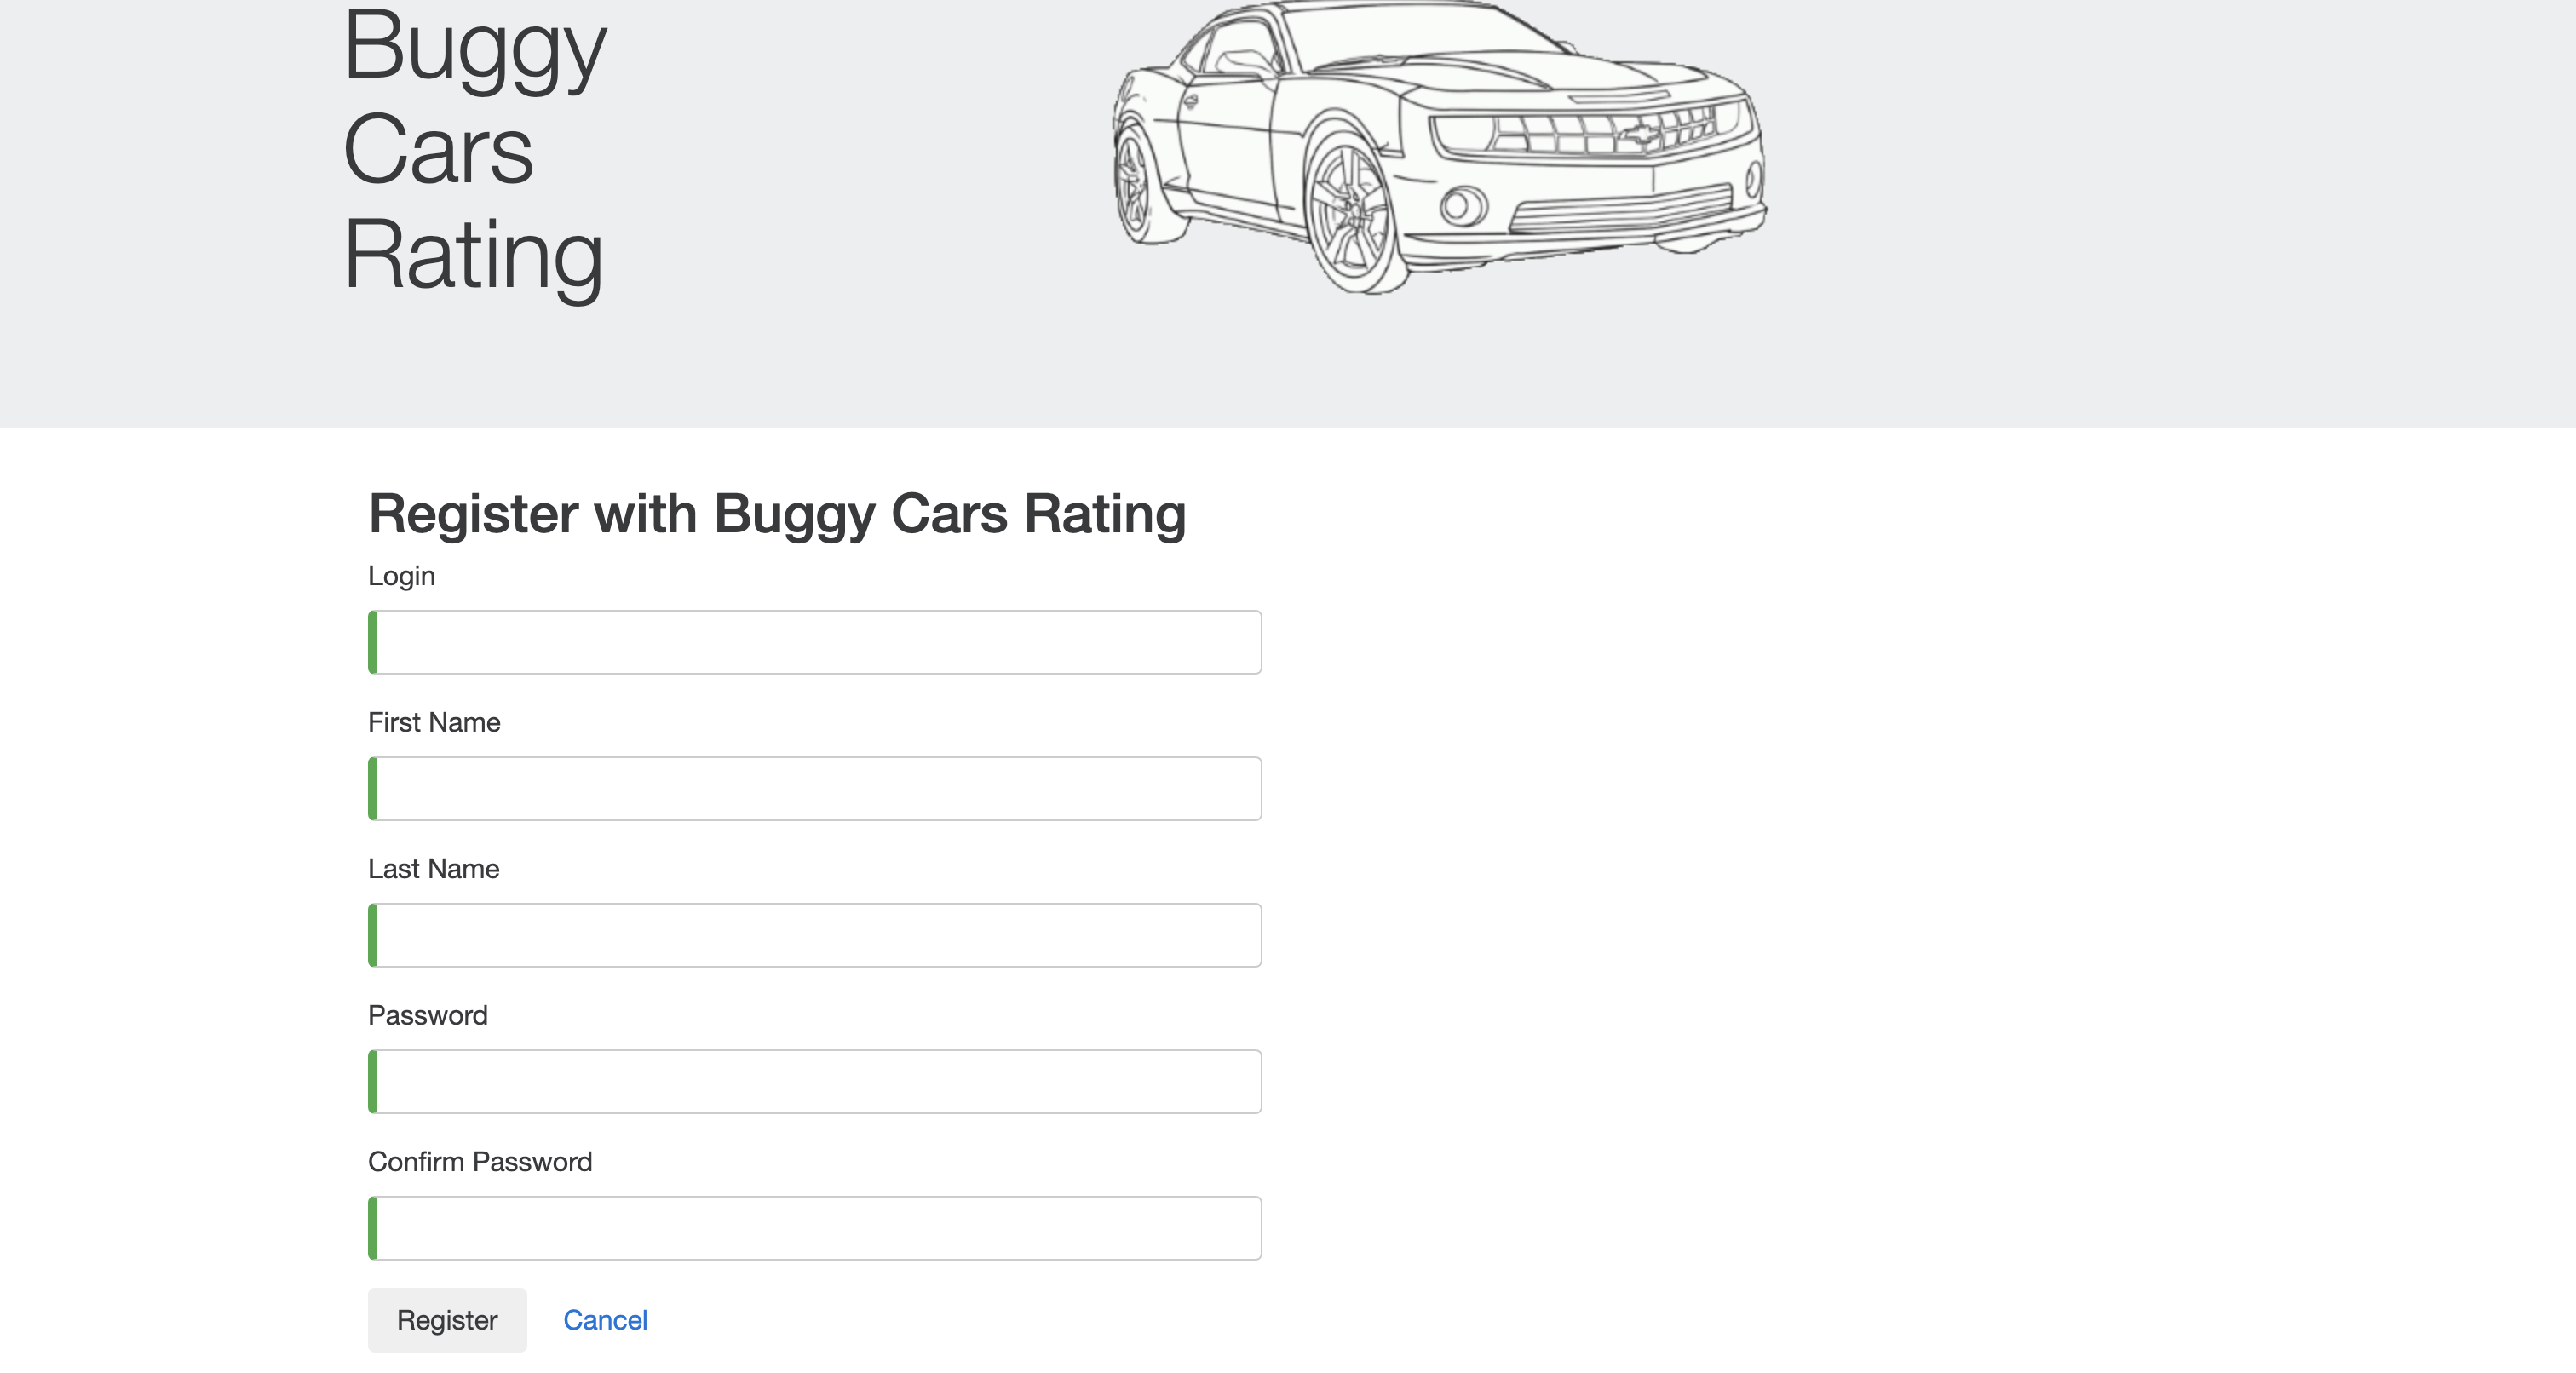 Buggy
Cars
Rating
Register with Buggy Cars Rating
Login
First Name
Last Name
Password
Confirm Password
Register Cancel